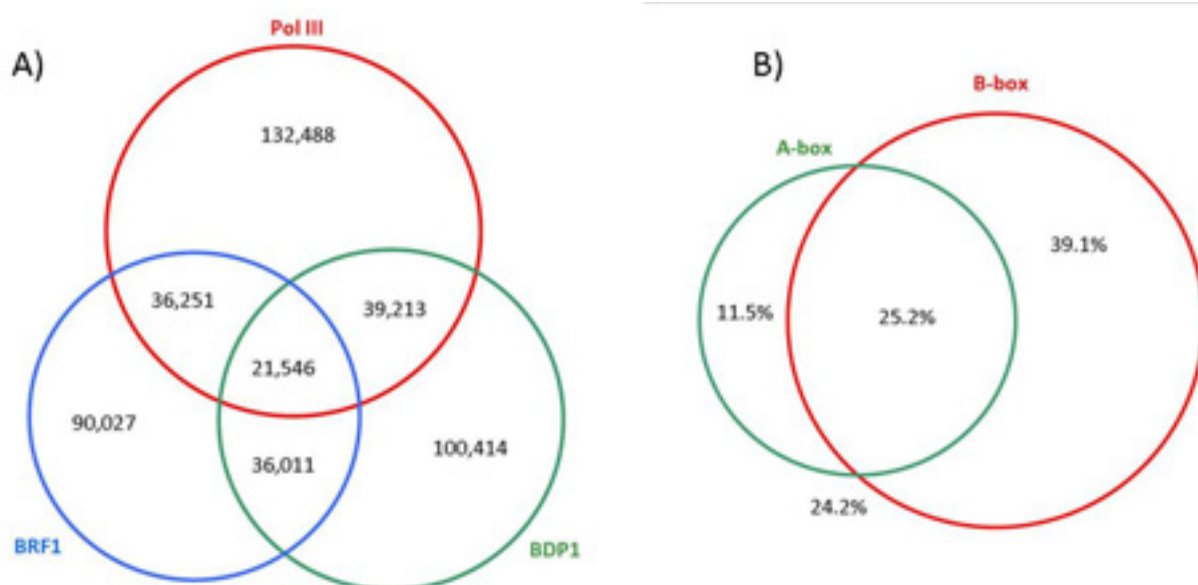 A)
Pol III
132,488
36,251
39,213
21,546
90,027
100,414
36,011
BRF1
BDP1
B)
B-box
A-box
39.1%
11.5%
25.2%
24.2%